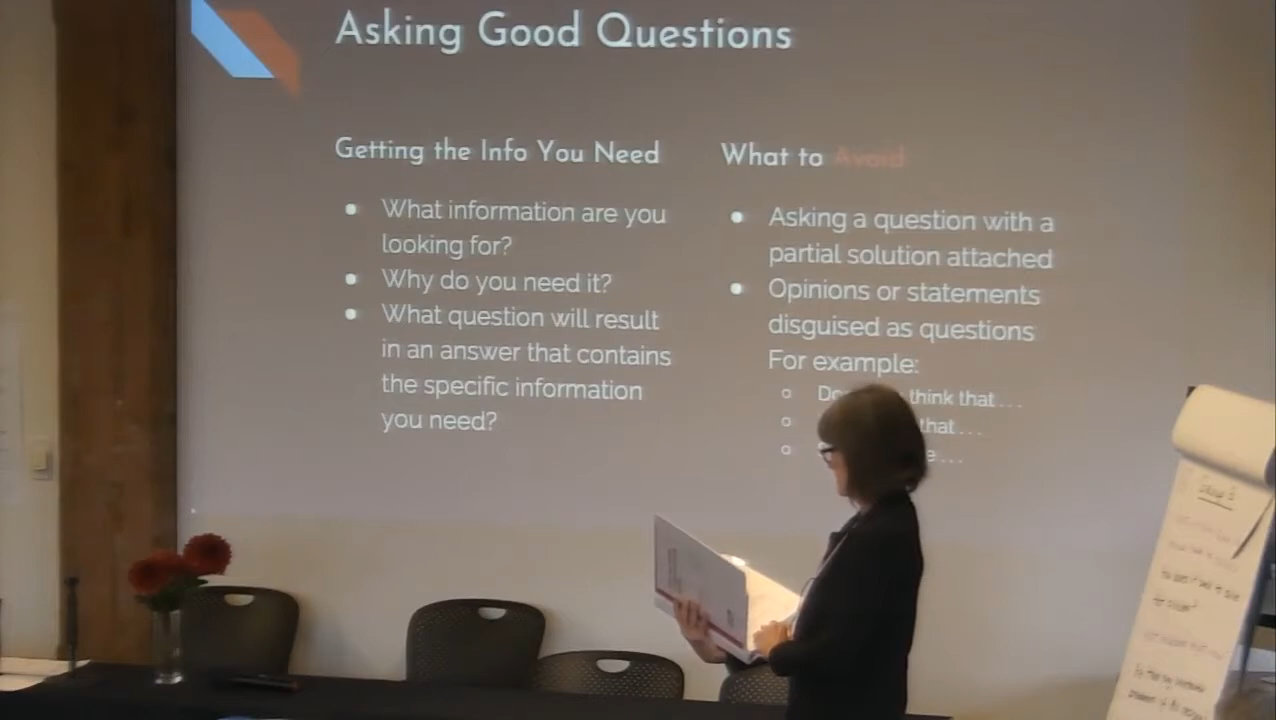 Asking Good Questions
Getting the Info You Need
● What information are you
looking for?
● Why do you need it?
● What question will result
in an answer that contains
the specific information
you need?
What to Avoid
● Asking a question with a
partial solution attached
● Opinions or statements
disguised as questions
For example:
○ think that . . .
○ that . . .
○ . . .